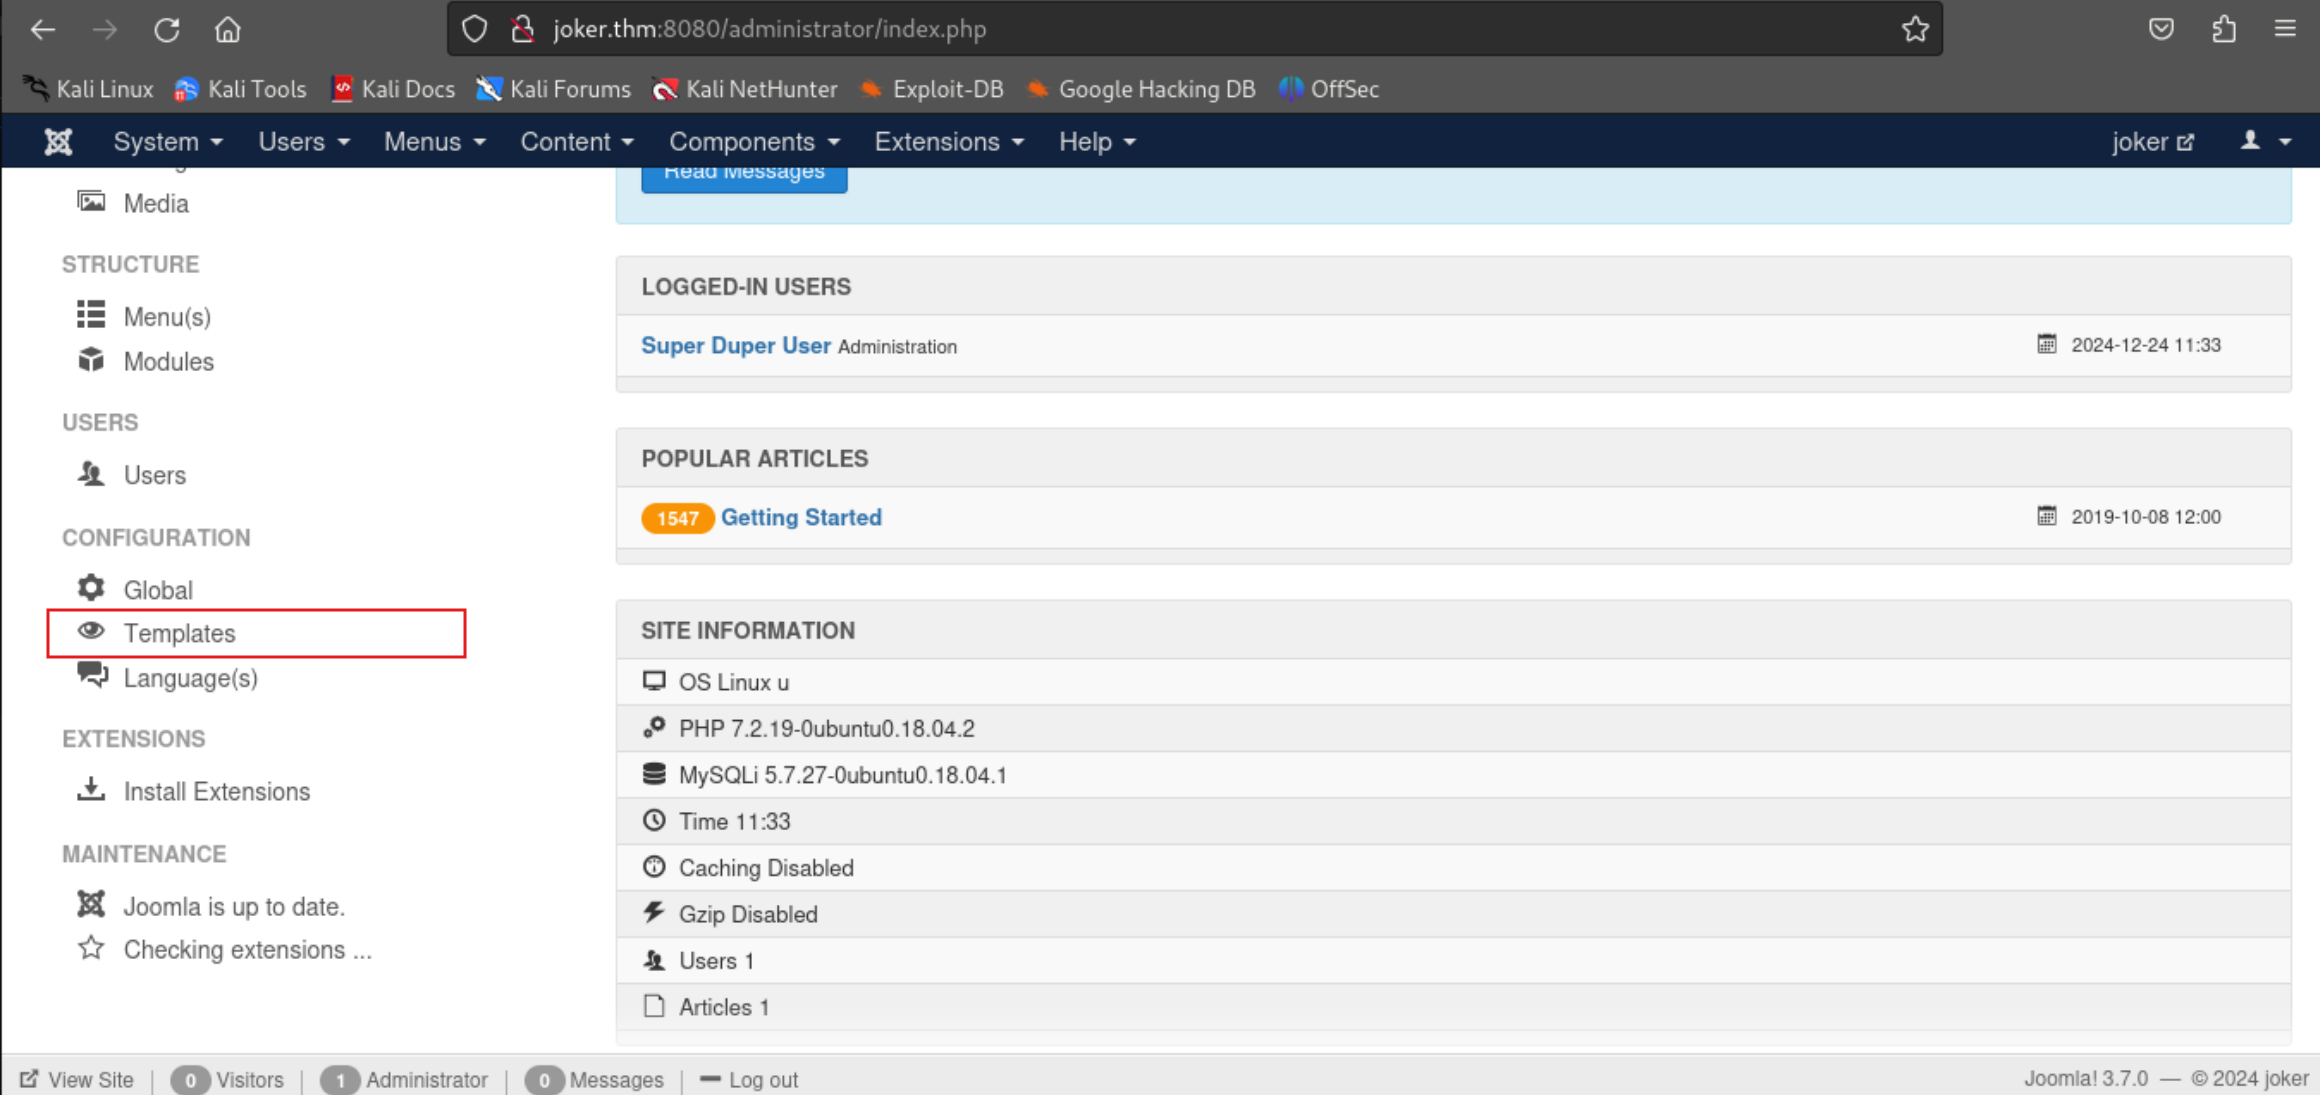 joker.thm:8080/administrator/index.php
Kali Linux Kali Tools Kali Docs Kali Forums Kali NetHunter Exploit-DB Google Hacking DB OffSec
System Users Menus Content Components Extensions Help joker
Read Messages
Media
STRUCTURE
Menu(s)
Modules
USERS
Users
CONFIGURATION
Global
Templates
Language(s)
EXTENSIONS
Install Extensions
MAINTENANCE
Joomla is up to date.
Checking extensions ...
LOGGED-IN USERS
Super Duper User Administration 2024-12-24 11:33
POPULAR ARTICLES
1547 Getting Started 2019-10-08 12:00
SITE INFORMATION
OS Linux u
PHP 7.2.19-0ubuntu0.18.04.2
MySQLi 5.7.27-0ubuntu0.18.04.1
Time 11:33
Caching Disabled
Gzip Disabled
Users 1
Articles 1
View Site 0 Visitors 1 Administrator 0 Messages Log out Joomla! 3.7.0 — © 2024 joker